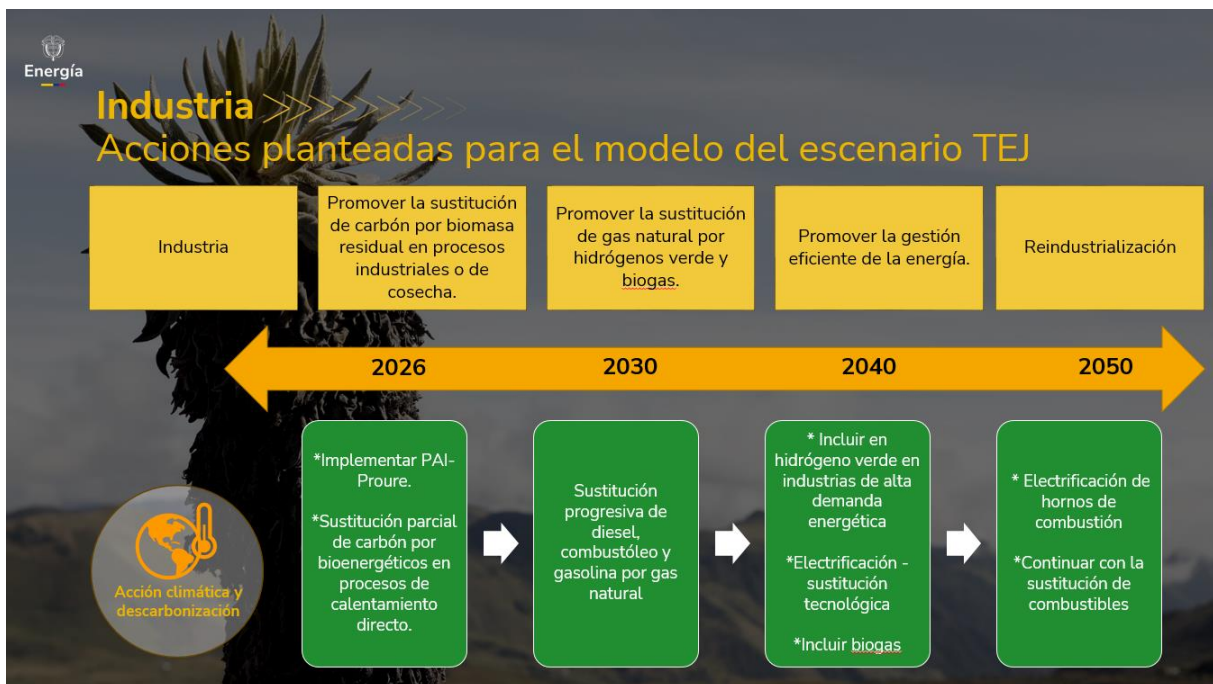 Energía
Industria
Acciones planteadas para el modelo del escenario TEJ
Industria
Promover la sustitución
de carbón por biomasa
residual en procesos
industriales o de
cosecha.
Promover la sustitución
de gas natural por
hidrógenos verde y
biogas.
Promover la gestión
eficiente de la energía.
Reindustrialización
2026
2030
2040
2050
Acción climática y
descarbonización
*Implementar PAI-
Proure.
*Sustitución parcial
de carbón por
bioenergéticos en
procesos de
calentamiento
directo.
Sustitución
progresiva de
diesel,
combustóleo y
gasolina por gas
natural
* Incluir en
hidrógeno verde en
industrias de alta
demanda
energética
*Electrificación -
sustitución
tecnológica
*Incluir biogas
* Electrificación de
hornos de
combustión
*Continuar con la
sustitución de
combustibles